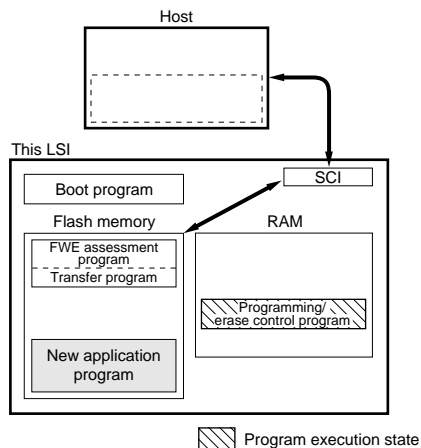 Host
This LSI
SCI
Boot program
Flash memory
RAM
FWE assessment
program
Transfer program
Programming/
erase control program
New application
program
Program execution state